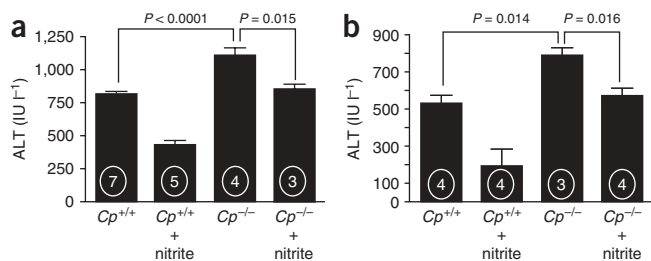 a
P < 0.0001
P = 0.015
ALT (IU l⁻¹)
1,250
1,000
750
500
250
0
7
5
4
3
Cp⁺/⁺
Cp⁺/⁺
+
nitrite
Cp⁻/⁻
Cp⁻/⁻
+
nitrite
b
P = 0.014
P = 0.016
ALT (IU l⁻¹)
900
700
500
300
100
0
4
4
3
4
Cp⁺/⁺
Cp⁺/⁺
+
nitrite
Cp⁻/⁻
Cp⁻/⁻
+
nitrite